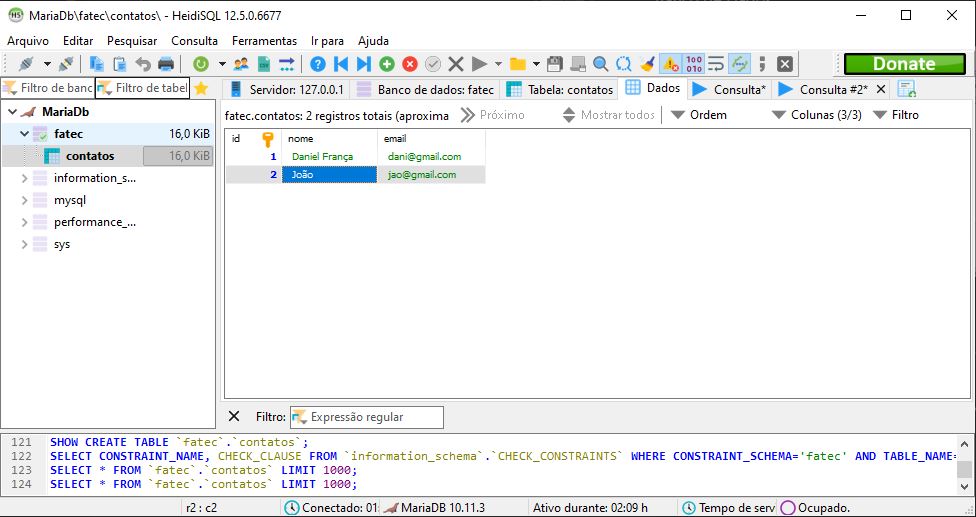 MariaDb\fatec\contatos\ - HeidiSQL 12.5.0.6677
Arquivo Editar Pesquisar Consulta Ferramentas Ir para Ajuda
Donate
Filtro de banc Filtro de tabel Servidor: 127.0.0.1 Banco de dados: fatec Tabela: contatos Dados Consulta* Consulta #2*
MariaDb
fatec 16,0 KiB
contatos 16,0 KiB
information_s...
mysql
performance_...
sys
fatec.contatos: 2 registros totais (aproxima Próximo Mostrar todos Ordem Colunas (3/3) Filtro
id nome email
1 Daniel França dani@gmail.com
2 João jao@gmail.com
Filtro: Expressão regular
121 SHOW CREATE TABLE `fatec`.`contatos`;
122 SELECT CONSTRAINT_NAME, CHECK_CLAUSE FROM `information_schema`.`CHECK_CONSTRAINTS` WHERE CONSTRAINT_SCHEMA='fatec' AND TABLE_NAME=
123 SELECT * FROM `fatec`.`contatos` LIMIT 1000;
124 SELECT * FROM `fatec`.`contatos` LIMIT 1000;
r2 : c2 Conectado: 01: MariaDB 10.11.3 Ativo durante: 02:09 h Tempo de serv Ocupado.